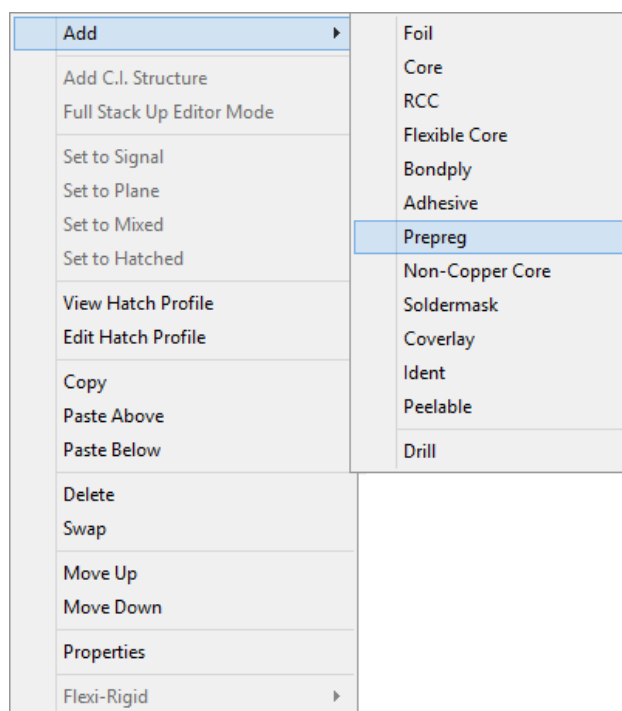 Add
Add C.I. Structure
Full Stack Up Editor Mode
Set to Signal
Set to Plane
Set to Mixed
Set to Hatched
View Hatch Profile
Edit Hatch Profile
Copy
Paste Above
Paste Below
Delete
Swap
Move Up
Move Down
Properties
Flexi-Rigid
Foil
Core
RCC
Flexible Core
Bondply
Adhesive
Prepreg
Non-Copper Core
Soldermask
Coverlay
Ident
Peelable
Drill